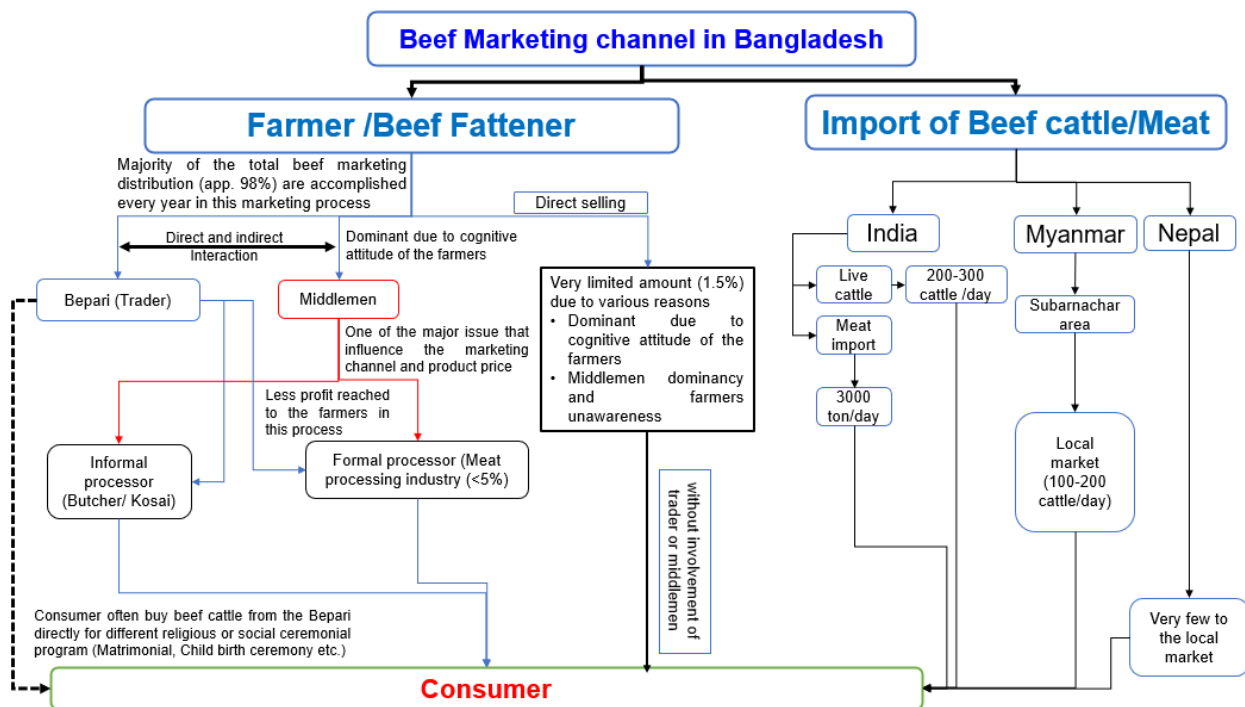 Beef Marketing channel in Bangladesh
Farmer /Beef Fattener
Import of Beef cattle/Meat
Majority of the total beef marketing
distribution (app. 98%) are accomplished
every year in this marketing process
Direct selling
Direct and indirect
Interaction
Dominant due to cognitive
attitude of the farmers
India
Myanmar
Nepal
Bepari (Trader)
Middlemen
Very limited amount (1.5%)
due to various reasons
• Dominant due to
cognitive attitude of the
farmers
• Middlemen dominancy
and farmers
unawareness
Live
cattle
200-300
cattle /day
Subarnachar
area
Meat
import
One of the major issue that
influence the marketing
channel and product price
Less profit reached
to the farmers in
this process
3000
ton/day
Informal
processor
(Butcher/ Kosai)
Formal processor (Meat
processing industry (<5%)
Local
market
(100-200
cattle/day)
without involvement of
trader or middlemen
Consumer often buy beef cattle from the Bepari
directly for different religious or social ceremonial
program (Matrimonial, Child birth ceremony etc.)
Very few to
the local
market
Consumer